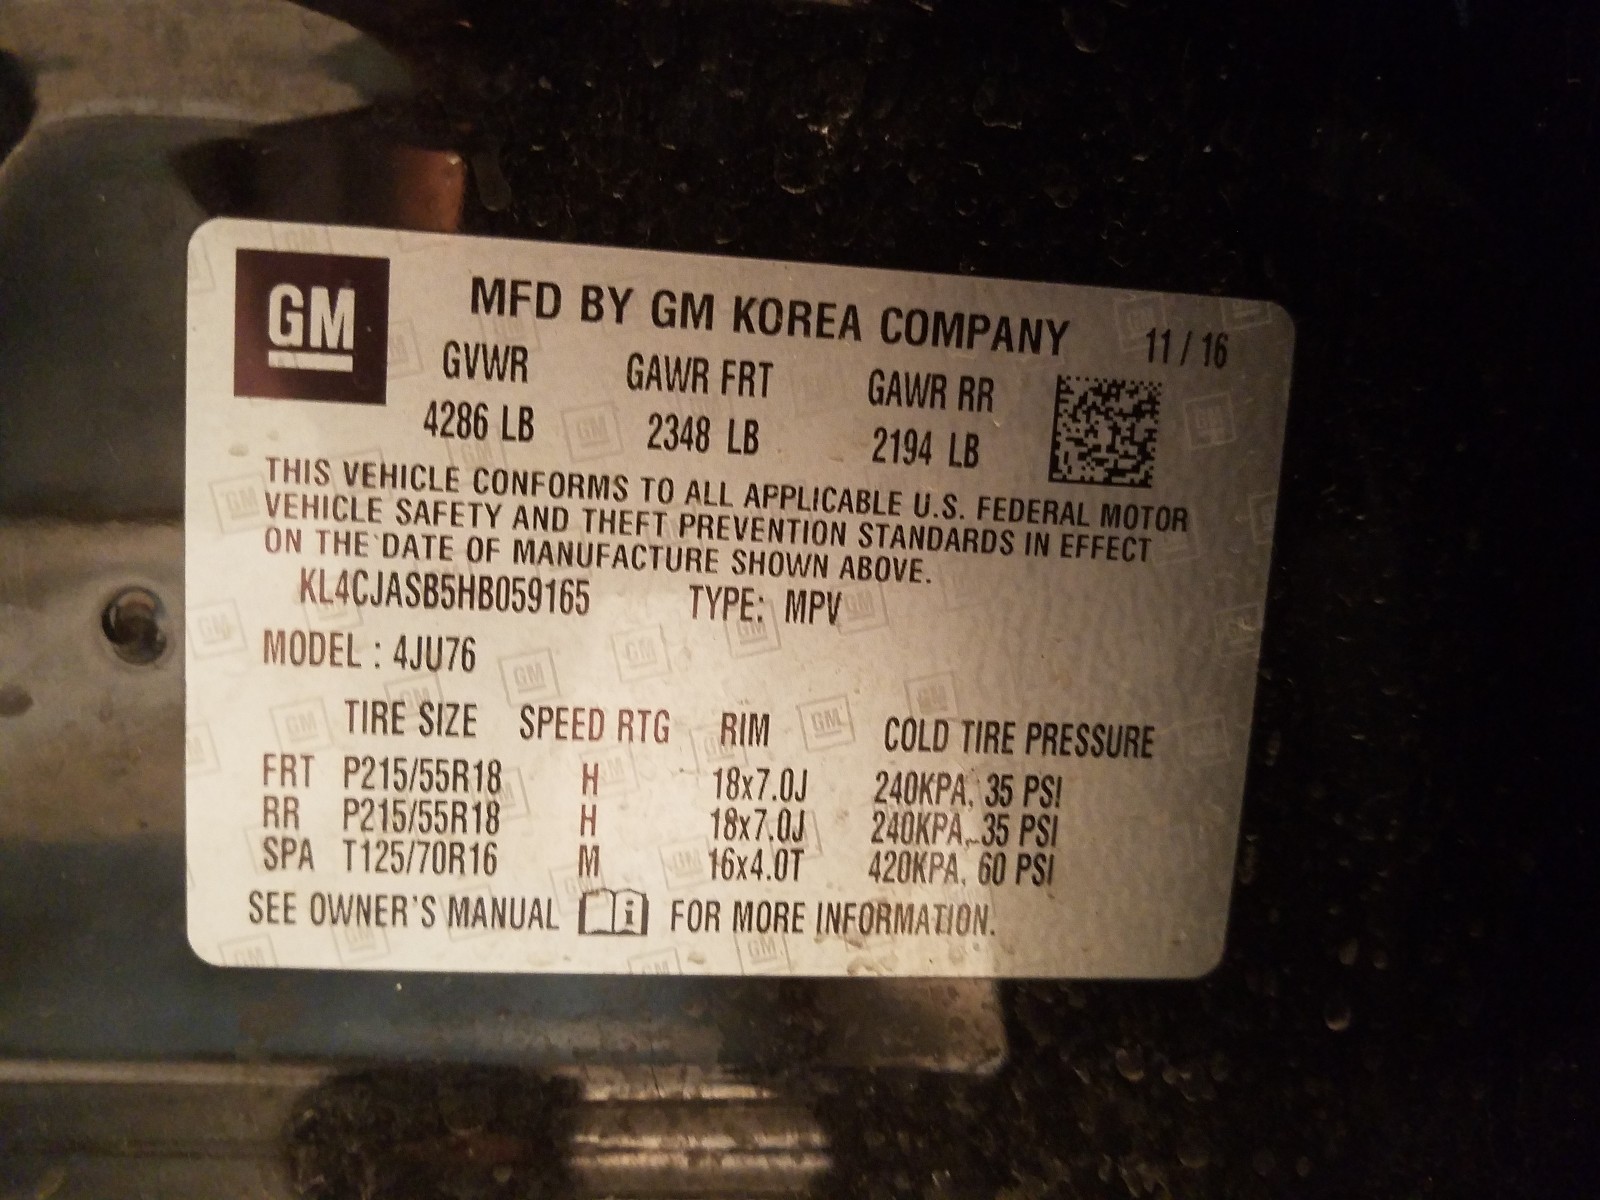 GM
MFD BY GM KOREA COMPANY 11 / 16
GVWR GAWR FRT GAWR RR
4286 LB 2348 LB 2194 LB
THIS VEHICLE CONFORMS TO ALL APPLICABLE U.S. FEDERAL MOTOR
VEHICLE SAFETY AND THEFT PREVENTION STANDARDS IN EFFECT
ON THE DATE OF MANUFACTURE SHOWN ABOVE.
KL4CJASB5HB059165 TYPE: MPV
MODEL : 4JU76
TIRE SIZE SPEED RTG RIM COLD TIRE PRESSURE
FRT P215/55R18 H 18x7.0J 240KPA, 35 PSI
RR P215/55R18 H 18x7.0J 240KPA, 35 PSI
SPA T125/70R16 M 16x4.0T 420KPA, 60 PSI
SEE OWNER'S MANUAL i FOR MORE INFORMATION.